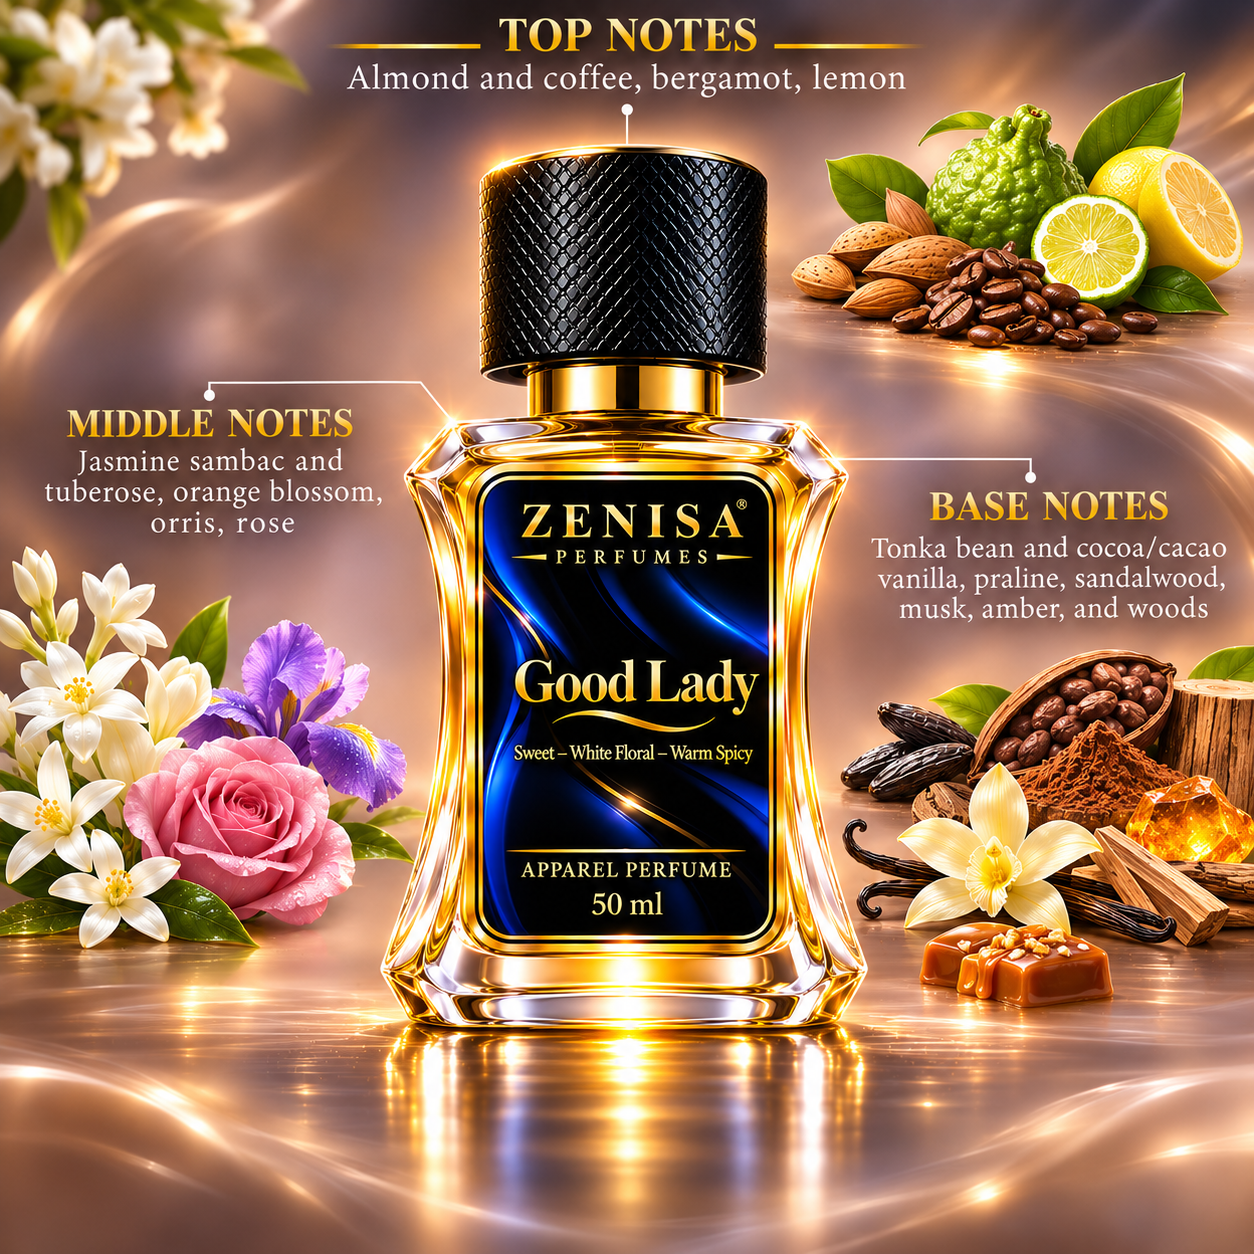 TOP NOTES
Almond and coffee, bergamot, lemon
MIDDLE NOTES
Jasmine sambac and
tuberose, orange blossom,
orris, rose
BASE NOTES
Tonka bean and cocoa/cacao
vanilla, praline, sandalwood,
musk, amber, and woods
ZENISA®
PERFUMES
Good Lady
Sweet – White Floral – Warm Spicy
APPAREL PERFUME
50 ml